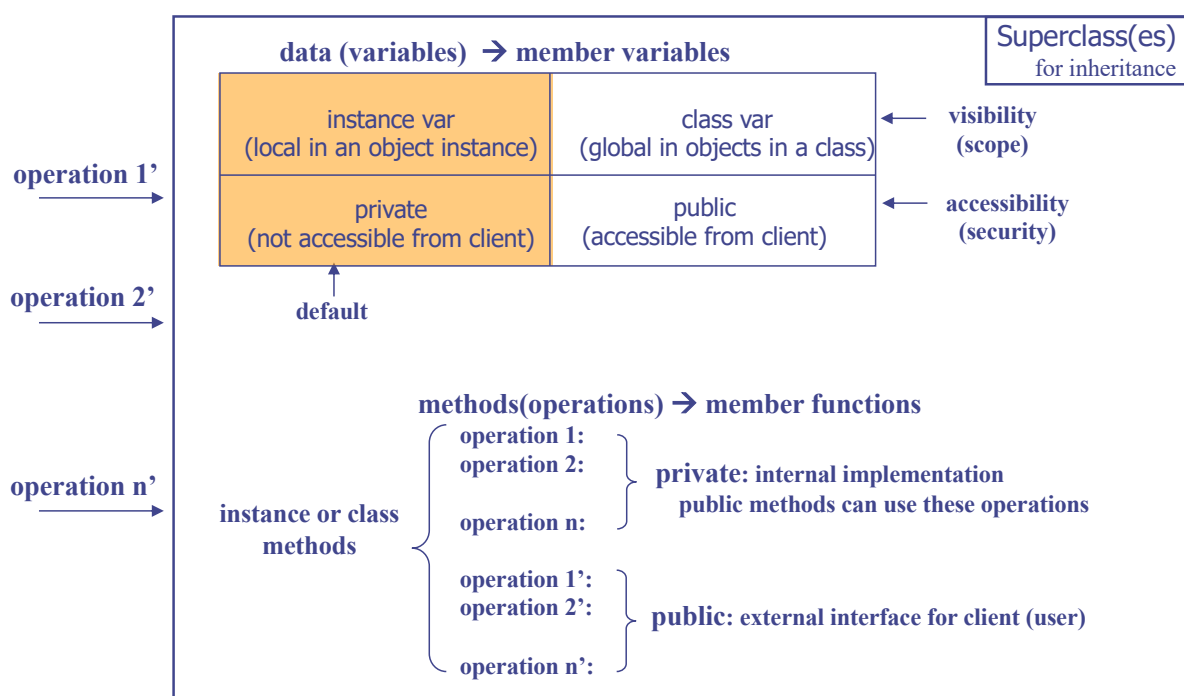 Superclass(es)
for inheritance
data (variables) → member variables
instance var
(local in an object instance)
class var
(global in objects in a class)
visibility
(scope)
operation 1’
private
(not accessible from client)
public
(accessible from client)
accessibility
(security)
operation 2’
default
methods(operations) → member functions
operation 1:
operation 2:
operation n:
private: internal implementation
public methods can use these operations
operation n’
instance or class
methods
operation 1’:
operation 2’:
operation n’:
public: external interface for client (user)